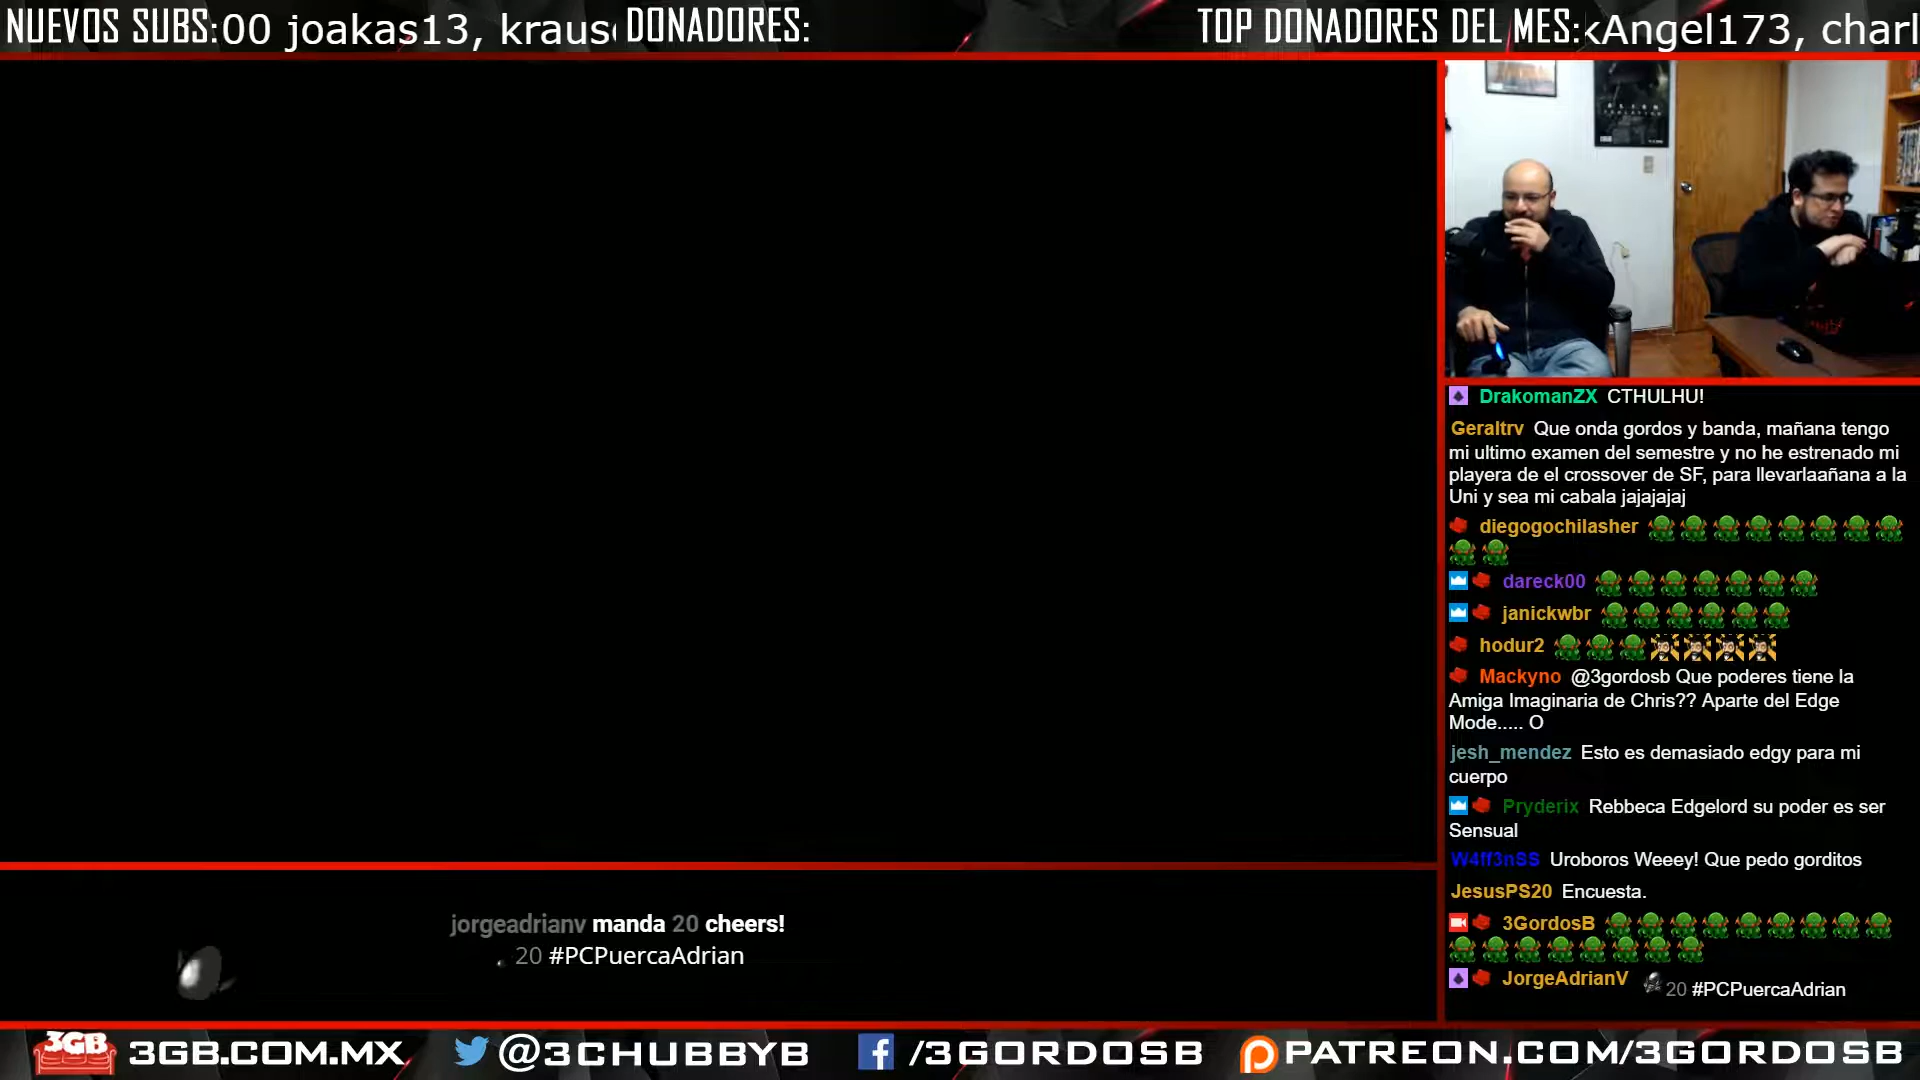 NUEVOS SUBS:00 joakas13, kraus
DONADORES:
TOP DONADORES DEL MES:kAngel173, charl
DrakomanZX CTHULHU!
Geraltrv Que onda gordos y banda, mañana tengo
mi ultimo examen del semestre y no he estrenado mi
playera de el crossover de SF, para llevarlaañana a la
Uni y sea mi cabala jajajajaj
diegogochilasher
dareck00
janickwbr
hodur2
Mackyno @3gordosb Que poderes tiene la
Amiga Imaginaria de Chris?? Aparte del Edge
Mode..... O
jesh_mendez Esto es demasiado edgy para mi
cuerpo
Pryderix Rebbeca Edgelord su poder es ser
Sensual
W4ff3nSS Uroboros Weeey! Que pedo gorditos
JesusPS20 Encuesta.
3GordosB
JorgeAdrianV 20 #PCPuercaAdrian
jorgeadrianv manda 20 cheers!
20 #PCPuercaAdrian
3GB 3GB.COM.MX @3CHUBBYB /3GORDOSB PATREON.COM/3GORDOSB